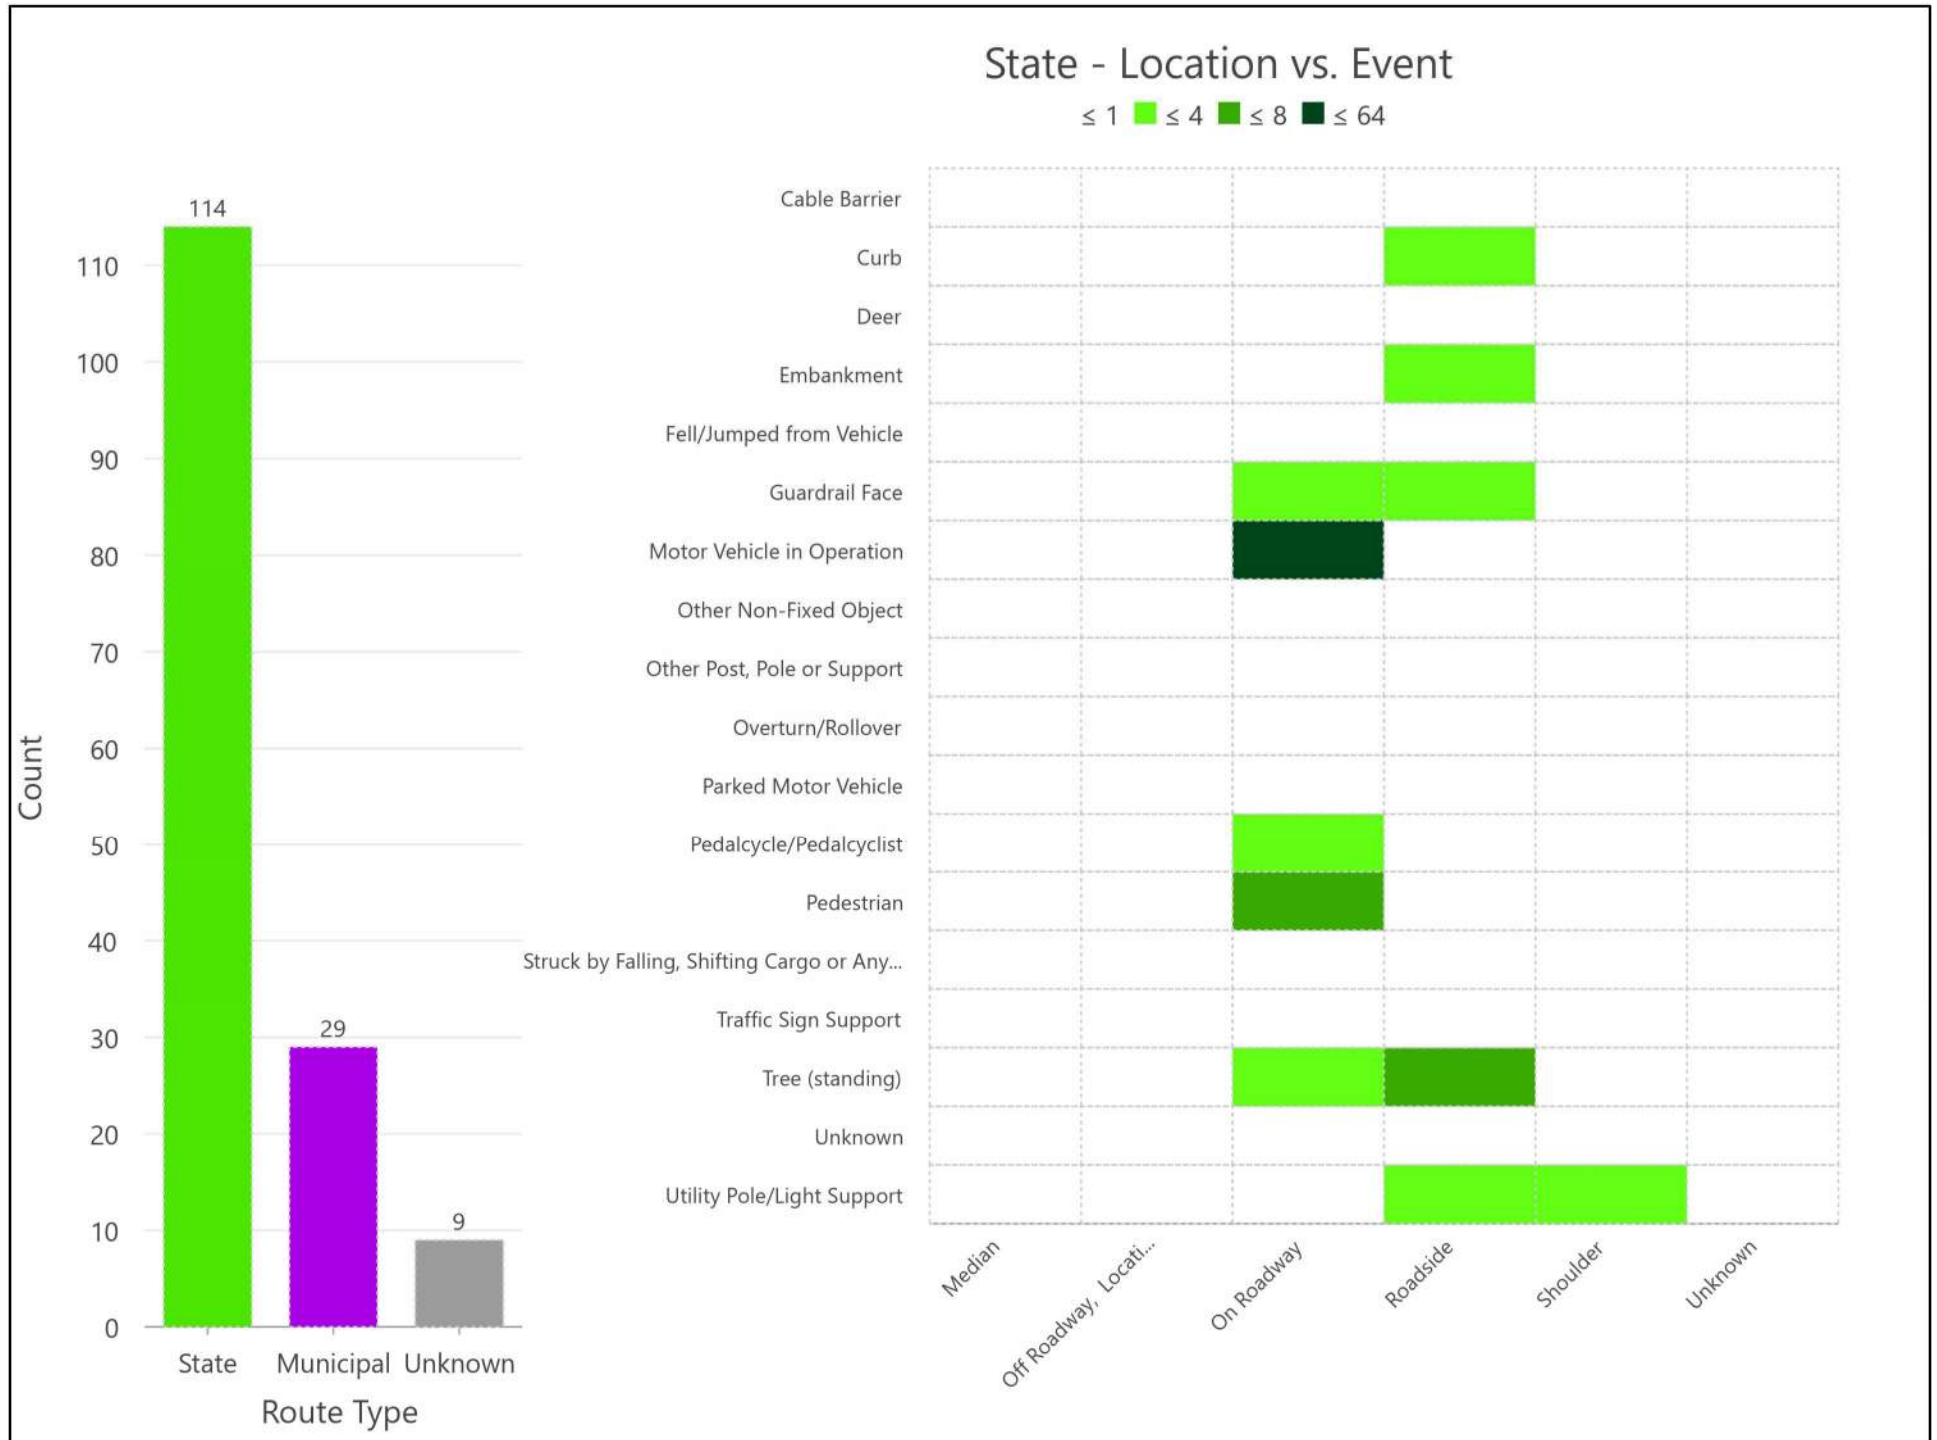 State - Location vs. Event
≤ 1 ≤ 4 ≤ 8 ≤ 64
114
29
9
110
100
90
80
70
60
50
40
30
20
10
0
Count
State Municipal Unknown
Route Type
Cable Barrier
Curb
Deer
Embankment
Fell/Jumped from Vehicle
Guardrail Face
Motor Vehicle in Operation
Other Non-Fixed Object
Other Post, Pole or Support
Overturn/Rollover
Parked Motor Vehicle
Pedalcycle/Pedalcyclist
Pedestrian
Struck by Falling, Shifting Cargo or Any...
Traffic Sign Support
Tree (standing)
Unknown
Utility Pole/Light Support
Median
Off Roadway, Locati...
On Roadway
Roadside
Shoulder
Unknown